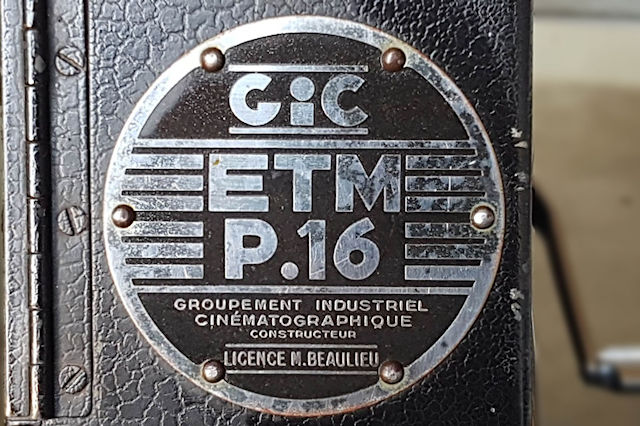 GiC
ETM
P.16
GROUPEMENT INDUSTRIEL
CINÉMATOGRAPHIQUE
CONSTRUCTEUR
LICENCE M.BEAULIEU